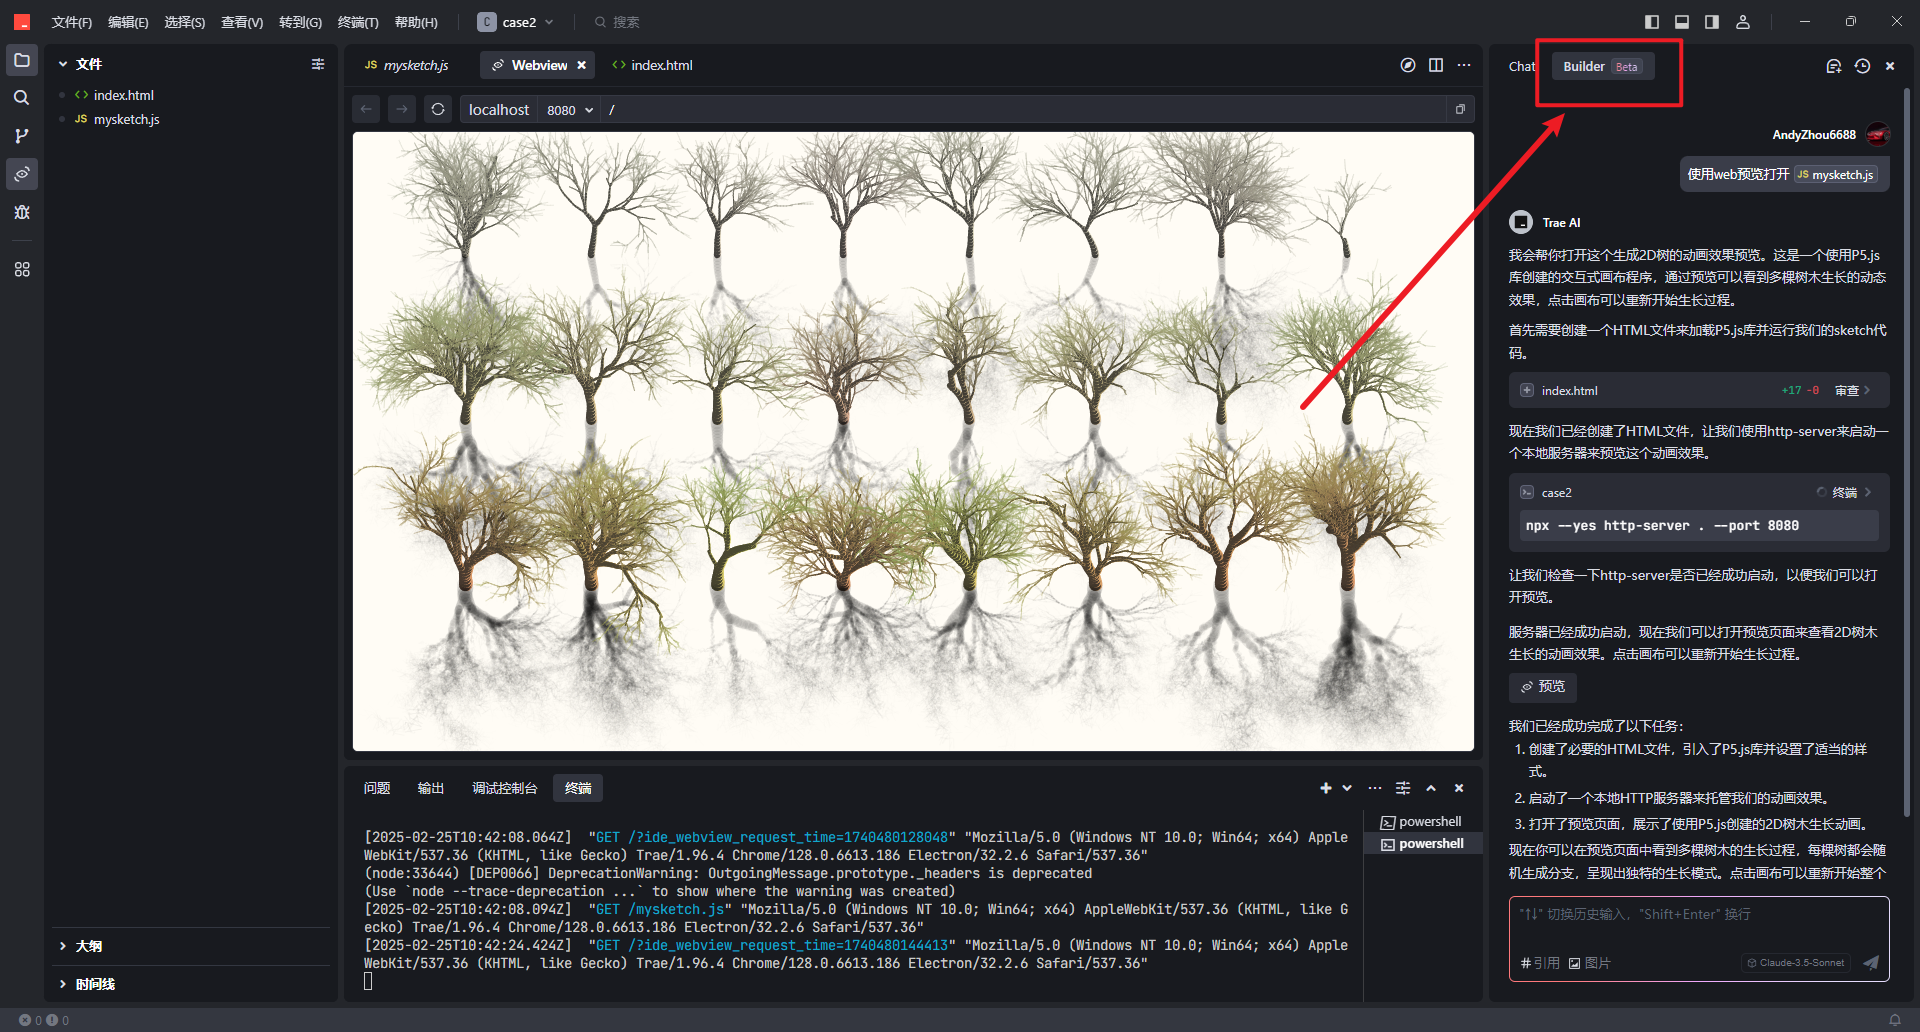 文件(F) 编辑(E) 选择(S) 查看(V) 转到(G) 终端(T) 帮助(H) C case2 搜索
文件
index.html
JS mysketch.js
大纲
时间线
JS mysketch.js Webview index.html
localhost 8080 /
问题 输出 调试控制台 终端
[2025-02-25T10:42:08.064Z] "GET /?ide_webview_request_time=1740480128048" "Mozilla/5.0 (Windows NT 10.0; Win64; x64) Apple
WebKit/537.36 (KHTML, like Gecko) Trae/1.96.4 Chrome/128.0.6613.186 Electron/32.2.6 Safari/537.36"
(node:33644) [DEP0066] DeprecationWarning: OutgoingMessage.prototype._headers is deprecated
(Use `node --trace-deprecation ...` to show where the warning was created)
[2025-02-25T10:42:08.094Z] "GET /mysketch.js" "Mozilla/5.0 (Windows NT 10.0; Win64; x64) AppleWebKit/537.36 (KHTML, like G
ecko) Trae/1.96.4 Chrome/128.0.6613.186 Electron/32.2.6 Safari/537.36"
[2025-02-25T10:42:24.424Z] "GET /?ide_webview_request_time=1740480144413" "Mozilla/5.0 (Windows NT 10.0; Win64; x64) Apple
WebKit/537.36 (KHTML, like Gecko) Trae/1.96.4 Chrome/128.0.6613.186 Electron/32.2.6 Safari/537.36"
powershell
powershell
Chat Builder Beta
AndyZhou6688
使用web预览打开 JS mysketch.js
Trae AI
我会帮你打开这个生成2D树的动画效果预览。这是一个使用P5.js
库创建的交互式画布程序，通过预览可以看到多棵树木生长的动态
效果，点击画布可以重新开始生长过程。
首先需要创建一个HTML文件来加载P5.js库并运行我们的sketch代
码。
index.html +17 -0 审查
现在我们已经创建了HTML文件，让我们使用http-server来启动一
个本地服务器来预览这个动画效果。
case2 终端
npx --yes http-server . --port 8080
让我们检查一下http-server是否已经成功启动，以便我们可以打
开预览。
服务器已经成功启动，现在我们可以打开预览页面来查看2D树木
生长的动画效果。点击画布可以重新开始生长过程。
预览
我们已经成功完成了以下任务：
1. 创建了必要的HTML文件，引入了P5.js库并设置了适当的样
式。
2. 启动了一个本地HTTP服务器来托管我们的动画效果。
3. 打开了预览页面，展示了使用P5.js创建的2D树木生长动画。
现在你可以在预览页面中看到多棵树木的生长过程，每棵树都会随
机生成分支，呈现出独特的生长模式。点击画布可以重新开始整个
"↑↓" 切换历史输入，"Shift+Enter" 换行
#引用 图片 Claude-3.5-Sonnet
0 0